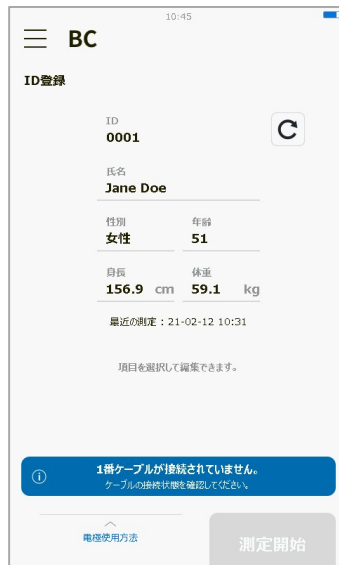 10:45
BC
ID登録
ID
0001
氏名
Jane Doe
性別 年齢
女性 51
身長 体重
156.9 cm 59.1 kg
最近の測定：21-02-12 10:31
項目を選択して編集できます。
1番ケーブルが接続されていません。
ケーブルの接続状態を確認してください。
電極使用方法
測定開始